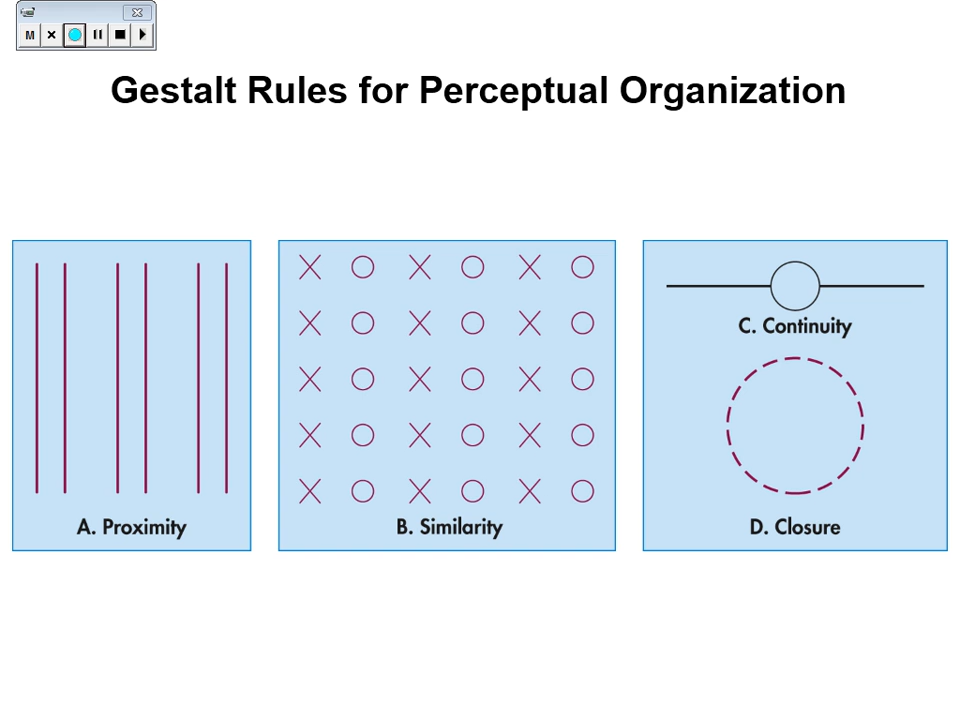 M
Gestalt Rules for Perceptual Organization
X O X O X O
X O X O X O
X O X O X O
X O X O X O
X O X O X O
A. Proximity
B. Similarity
C. Continuity
D. Closure